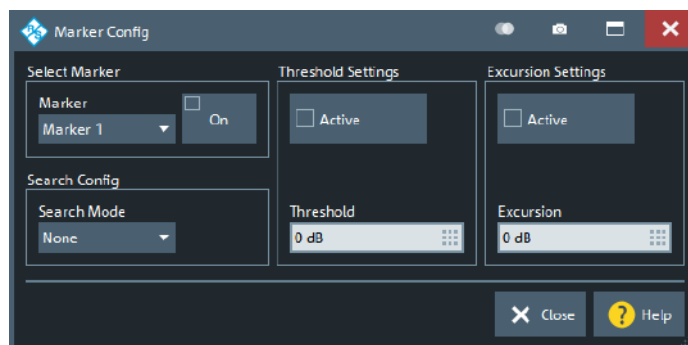 Marker Config
Select Marker
Marker
Marker 1
On
Search Config
Search Mode
None
Threshold Settings
Active
Threshold
0 dB
Excursion Settings
Active
Excursion
0 dB
Close
Help